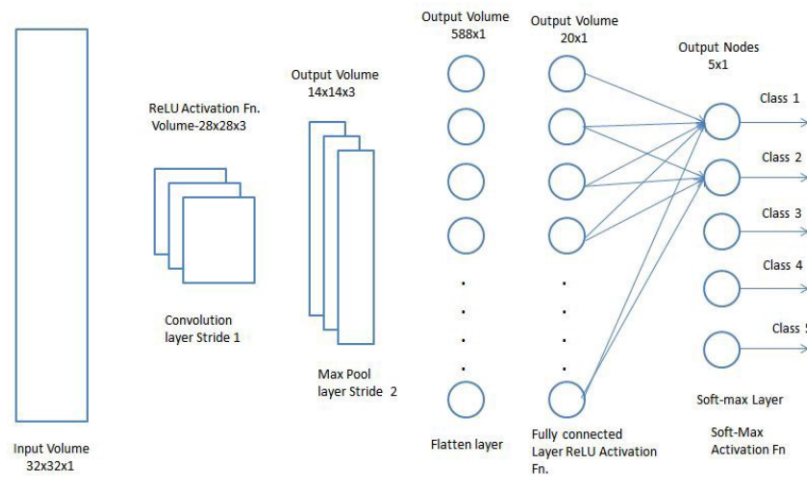 Input Volume
32x32x1
ReLU Activation Fn.
Volume-28x28x3
Convolution
layer Stride 1
Output Volume
14x14x3
Max Pool
layer Stride 2
Output Volume
588x1
Flatten layer
Output Volume
20x1
Fully connected
Layer ReLU Activation
Fn.
Output Nodes
5x1
Class 1
Class 2
Class 3
Class 4
Class 5
Soft-max Layer
Soft-Max
Activation Fn